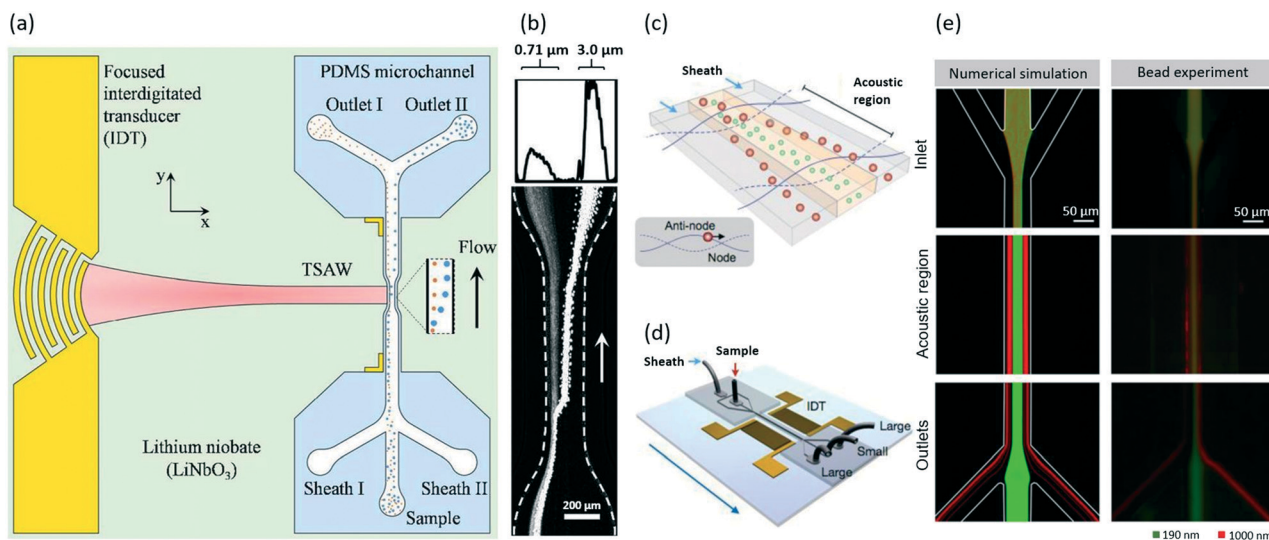 (a)
Focused
interdigitated
transducer
(IDT)
PDMS microchannel
Outlet I
Outlet II
y
x
TSAW
Flow
Lithium niobate
(LiNbO₃)
Sheath I
Sheath II
Sample
(b)
0.71 μm
3.0 μm
200 μm
(c)
Sheath
Acoustic
region
Anti-node
Node
(d)
Sheath
Sample
IDT
Large
Small
Large
(e)
Numerical simulation
Bead experiment
Inlet
50 μm
50 μm
Acoustic region
Outlets
190 nm
1000 nm